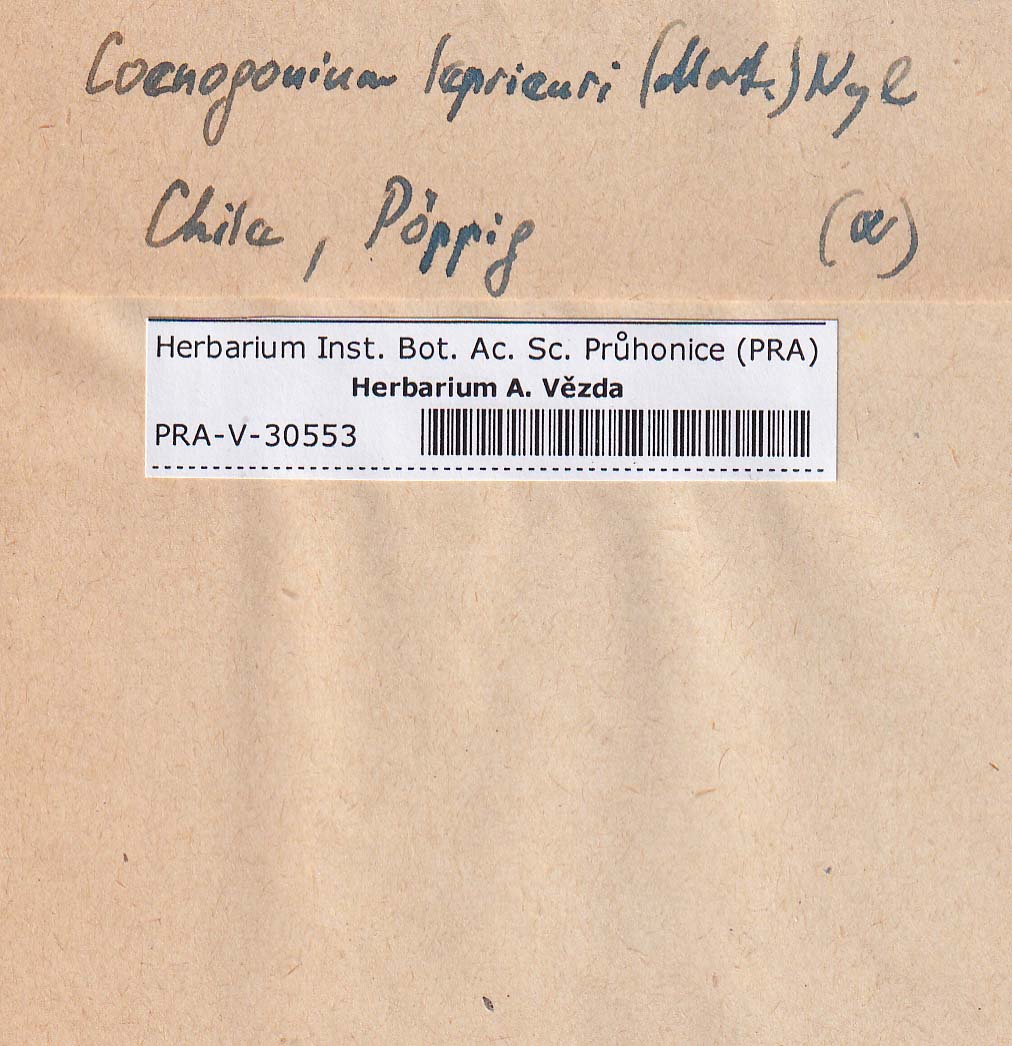 Coenogonium leprieuri (Mont.) Nyl
Chile, Pöppig (α)
Herbarium Inst. Bot. Ac. Sc. Průhonice (PRA)
Herbarium A. Vězda
PRA-V-30553